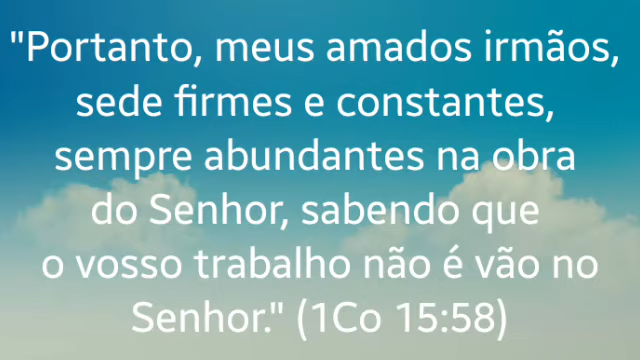 "Portanto, meus amados irmãos,
sede firmes e constantes,
sempre abundantes na obra
do Senhor, sabendo que
o vosso trabalho não é vão no
Senhor." (1Co 15:58)